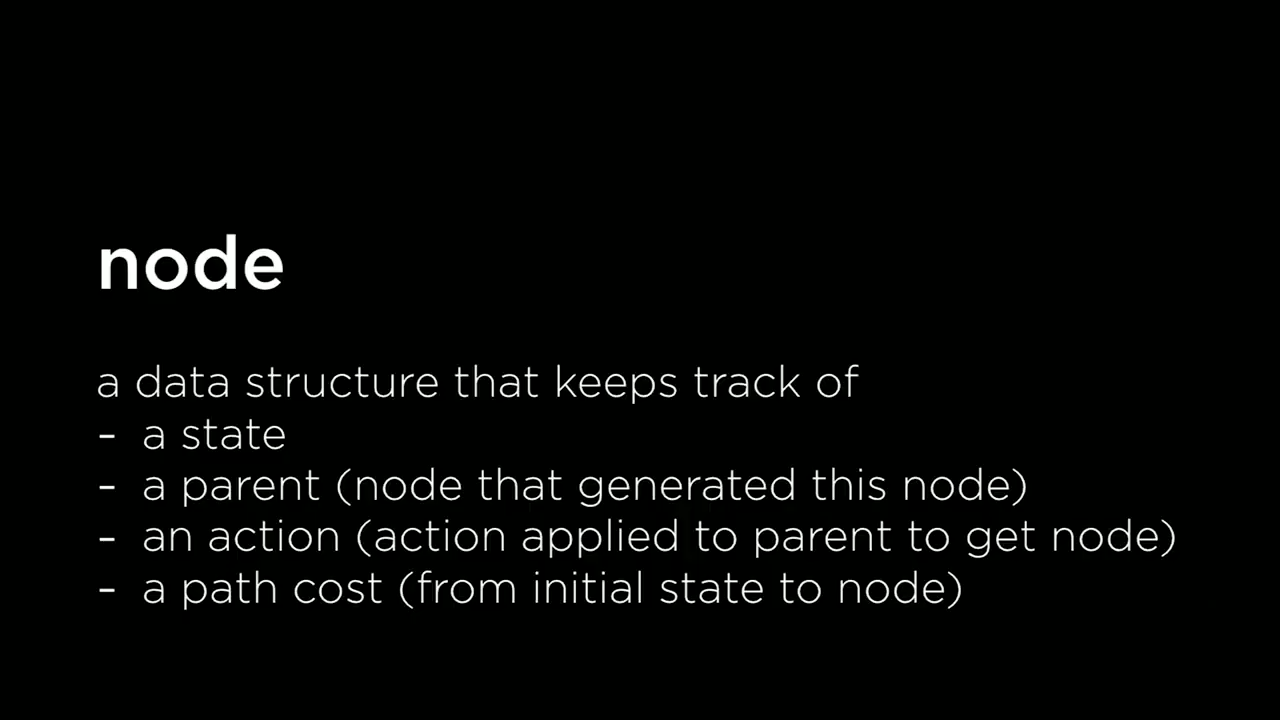 node
a data structure that keeps track of
- a state
- a parent (node that generated this node)
- an action (action applied to parent to get node)
- a path cost (from initial state to node)